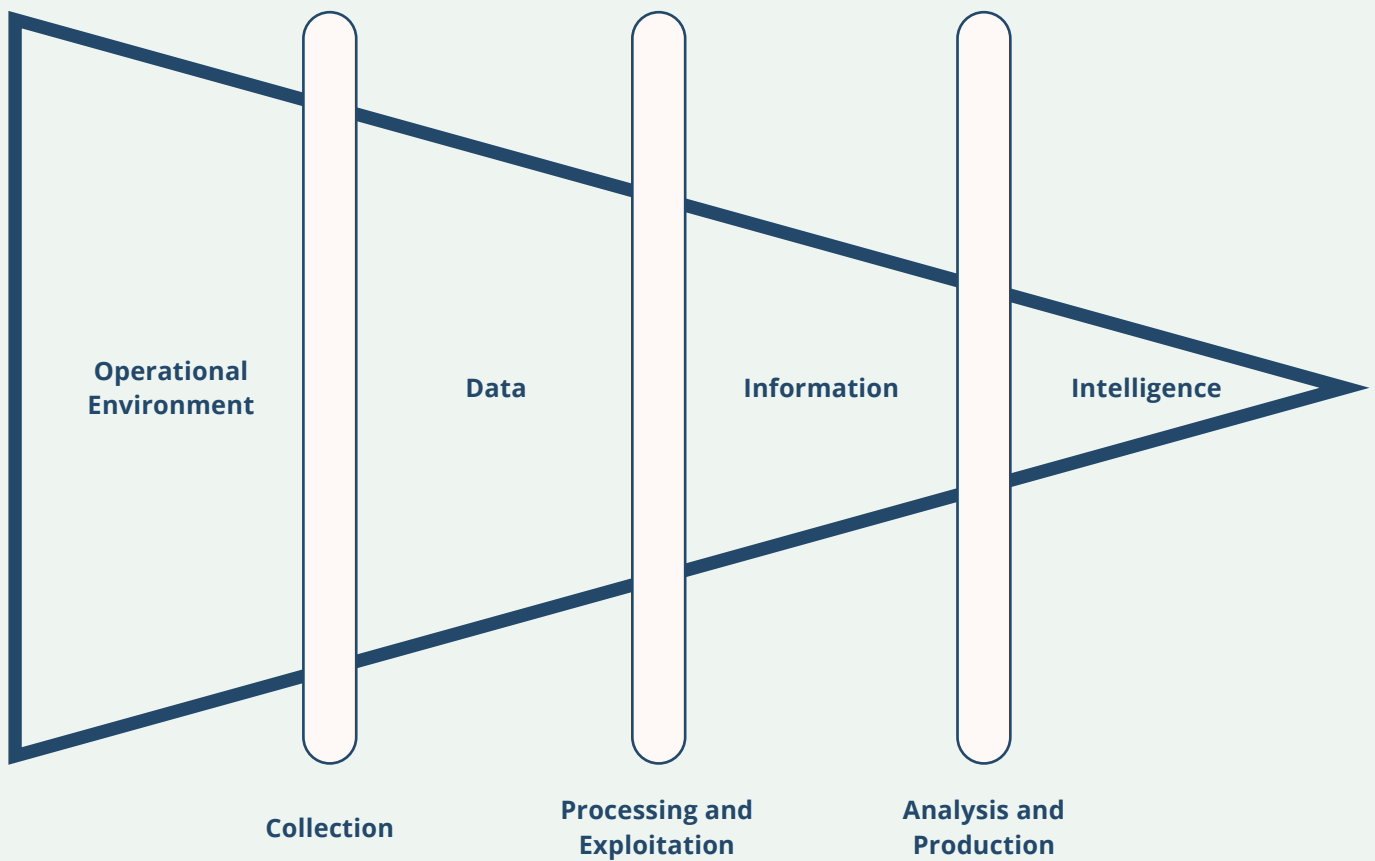 Operational
Environment
Data
Information
Intelligence
Collection
Processing and
Exploitation
Analysis and
Production